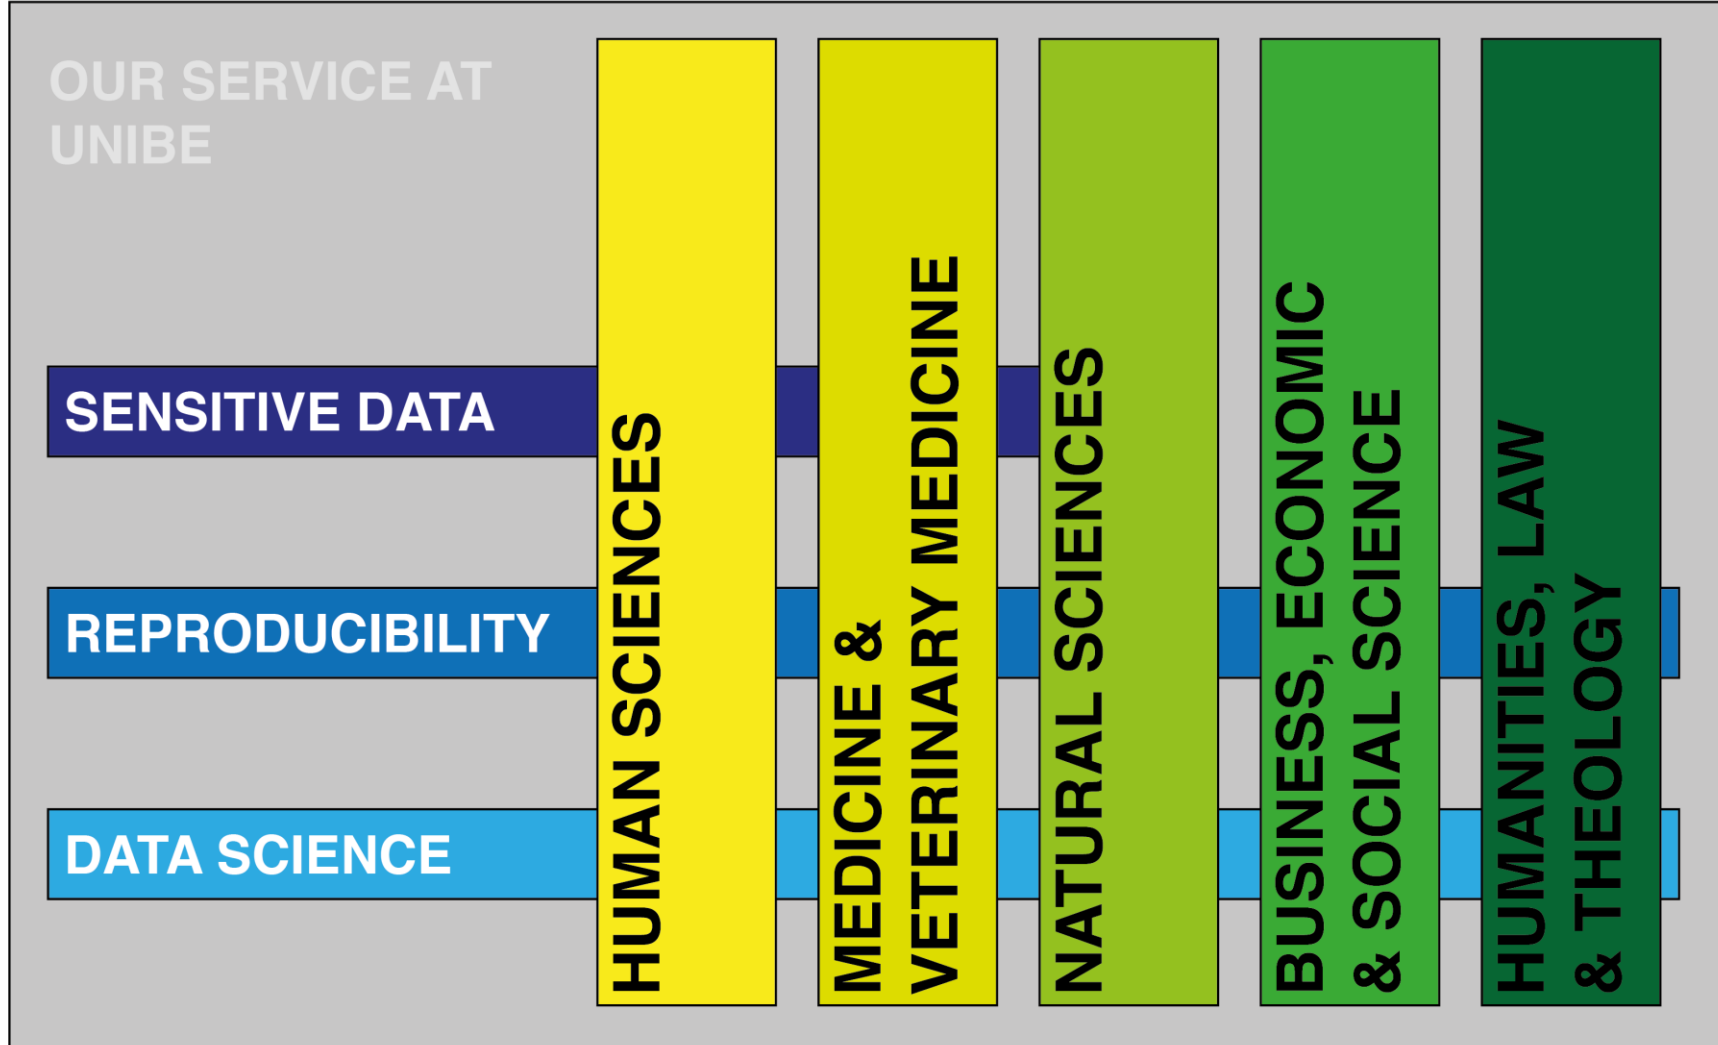 OUR SERVICE AT
UNIBE
SENSITIVE DATA
REPRODUCIBILITY
DATA SCIENCE
HUMAN SCIENCES
MEDICINE &
VETERINARY MEDICINE
NATURAL SCIENCES
BUSINESS, ECONOMIC
& SOCIAL SCIENCE
HUMANITIES, LAW
& THEOLOGY